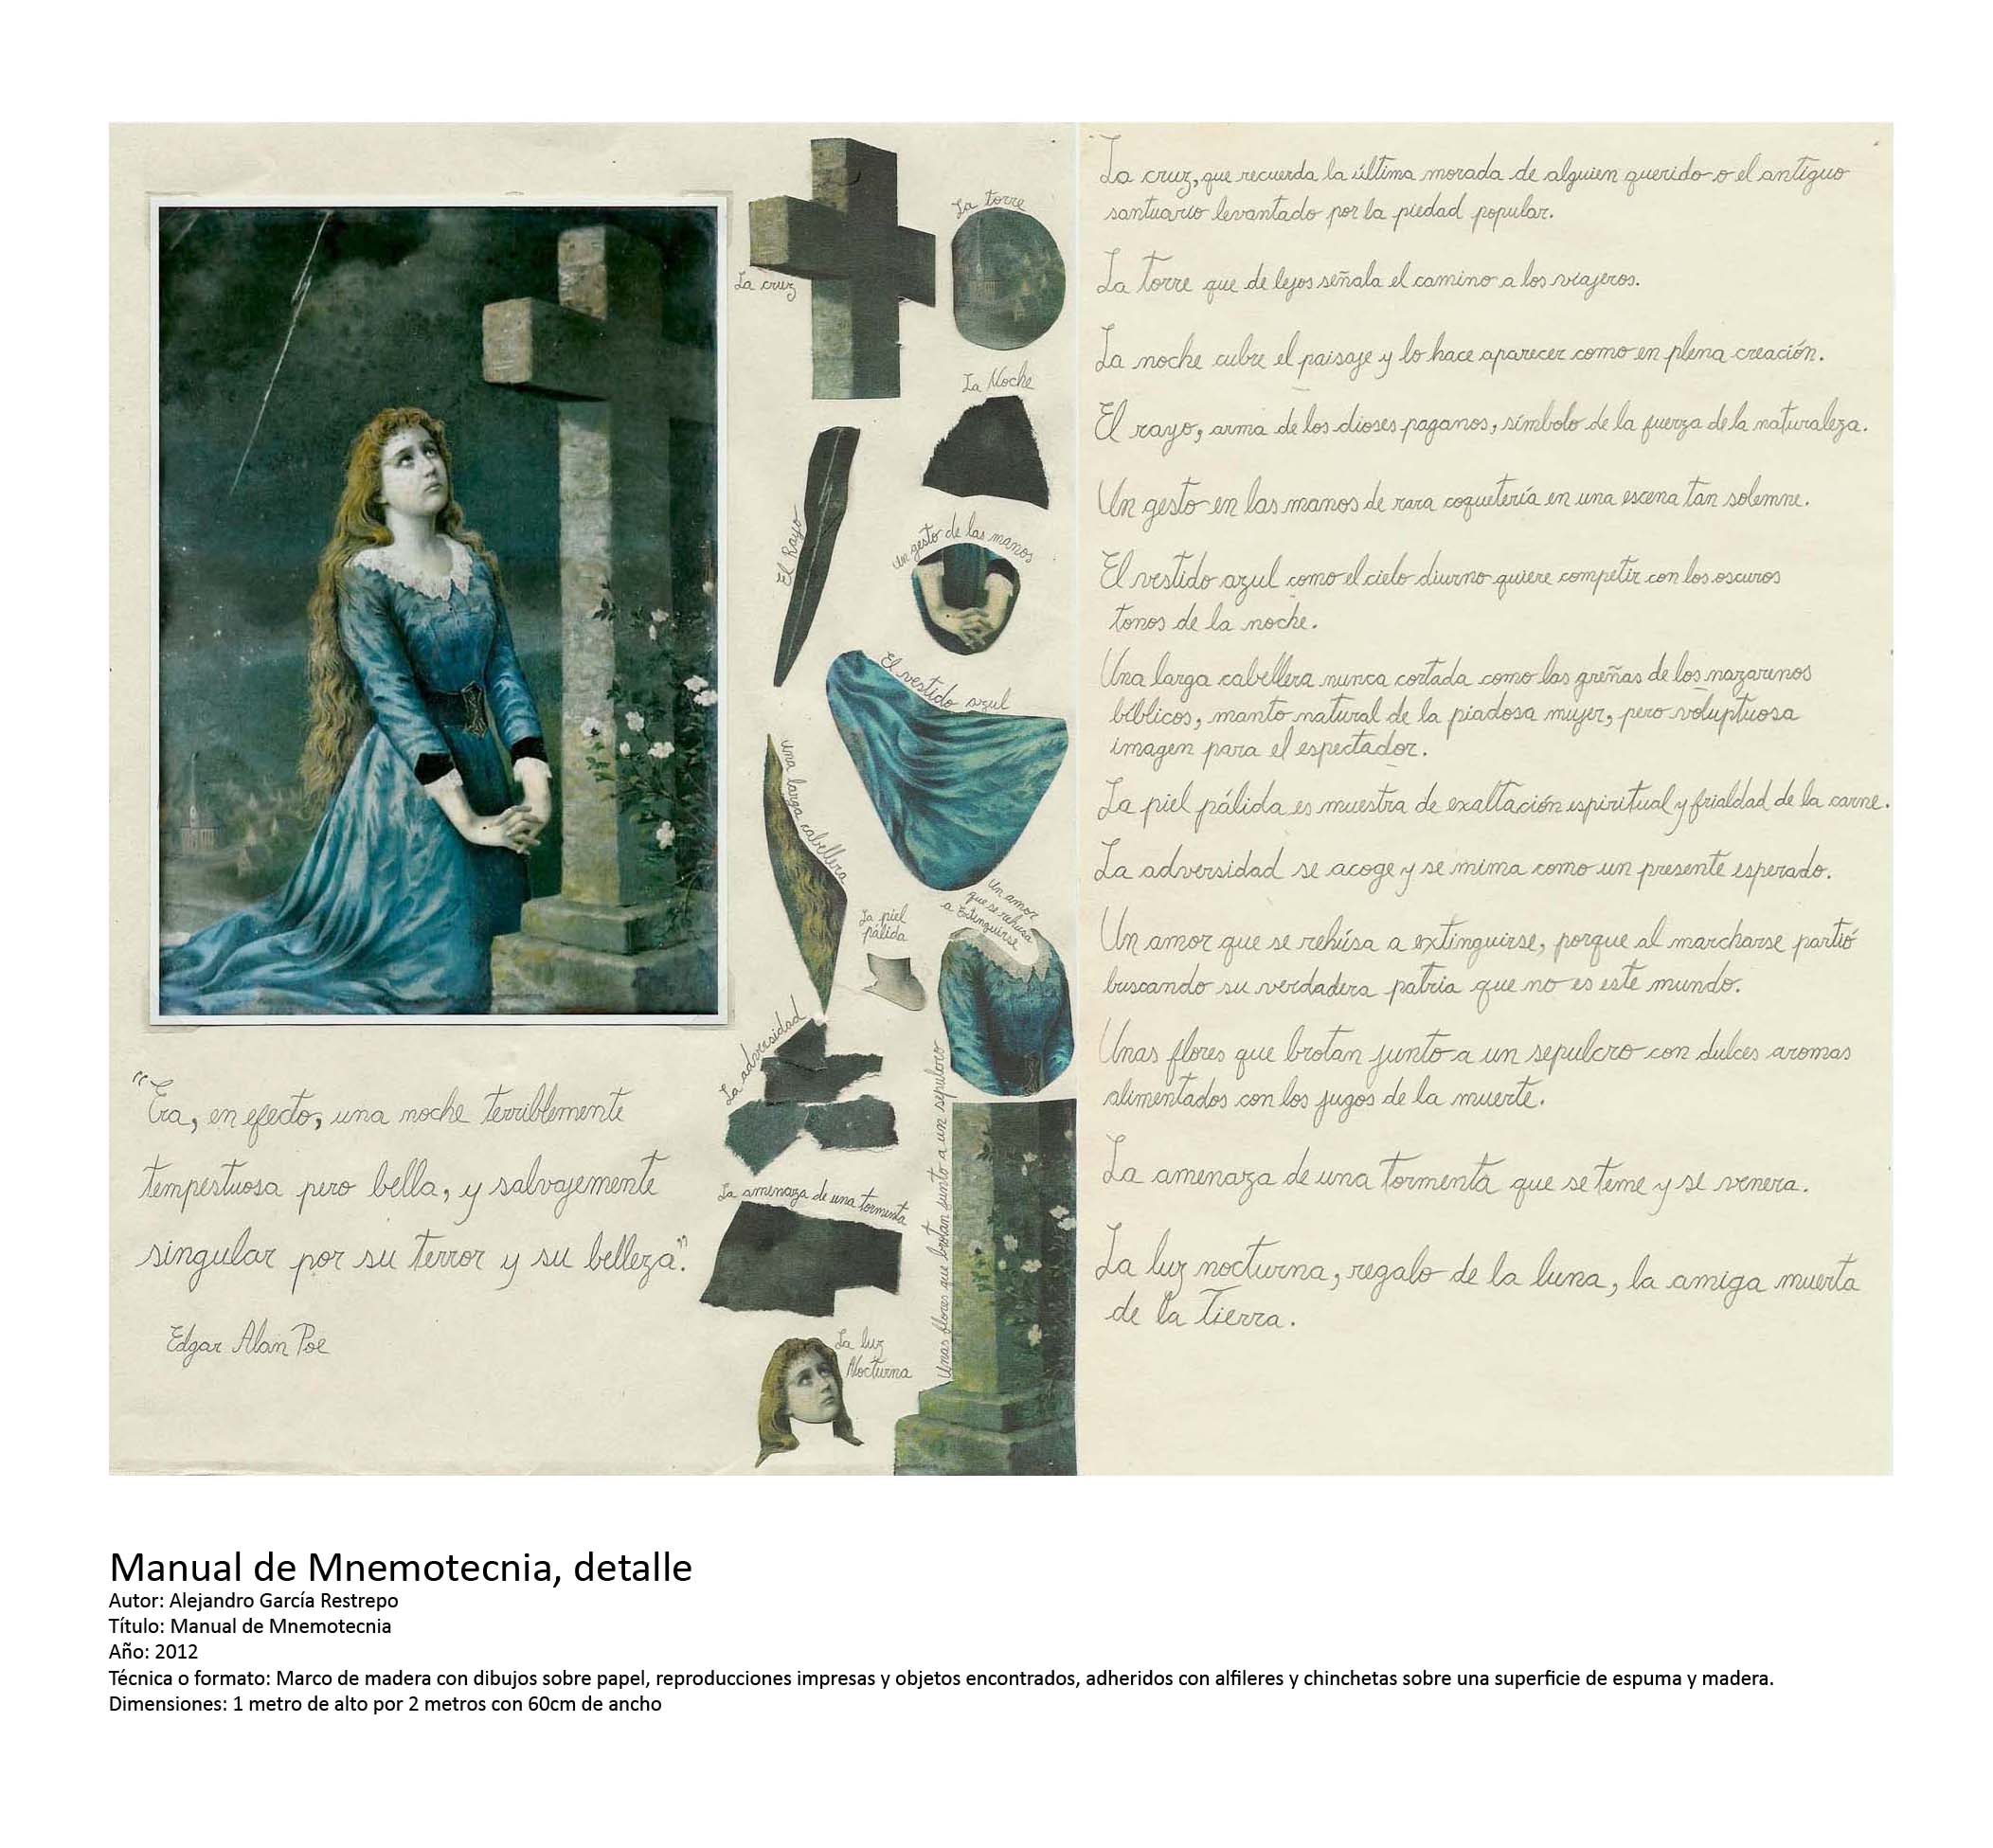 La cruz
La torre
La Noche
El Rayo
Un gesto de las manos
El vestido azul
una larga cabellera
La piel
pálida
Un amor
que se rehúsa
a extinguirse
La adversidad
La amenaza de una tormenta
Unas flores que brotan junto a un sepulcro
La luz
Nocturna
"Era, en efecto, una noche terriblemente
tempestuosa pero bella, y salvajemente
singular por su terror y su belleza".
Edgar Alan Poe
La cruz, que recuerda la última morada de alguien querido o el antiguo
santuario levantado por la piedad popular.
La torre que de lejos señala el camino a los viajeros.
La noche cubre el paisaje y lo hace aparecer como en plena creación.
El rayo, arma de los dioses paganos, símbolo de la fuerza de la naturaleza.
Un gesto en las manos de rara coquetería en una escena tan solemne.
El vestido azul como el cielo diurno quiere competir con los oscuros
tonos de la noche.
Una larga cabellera nunca cortada como las greñas de los nazarenos
bíblicos, manto natural de la piadosa mujer, pero voluptuosa
imagen para el espectador.
La piel pálida es muestra de exaltación espiritual y frialdad de la carne.
La adversidad se acoge y se mima como un presente esperado.
Un amor que se rehúsa a extinguirse, porque al marcharse partió
buscando su verdadera patria que no es este mundo.
Unas flores que brotan junto a un sepulcro con dulces aromas
alimentados con los jugos de la muerte.
La amenaza de una tormenta que se teme y se venera.
La luz nocturna, regalo de la luna, la amiga muerta
de la Tierra.
Manual de Mnemotecnia, detalle
Autor: Alejandro García Restrepo
Título: Manual de Mnemotecnia
Año: 2012
Técnica o formato: Marco de madera con dibujos sobre papel, reproducciones impresas y objetos encontrados, adheridos con alfileres y chinchetas sobre una superficie de espuma y madera.
Dimensiones: 1 metro de alto por 2 metros con 60cm de ancho